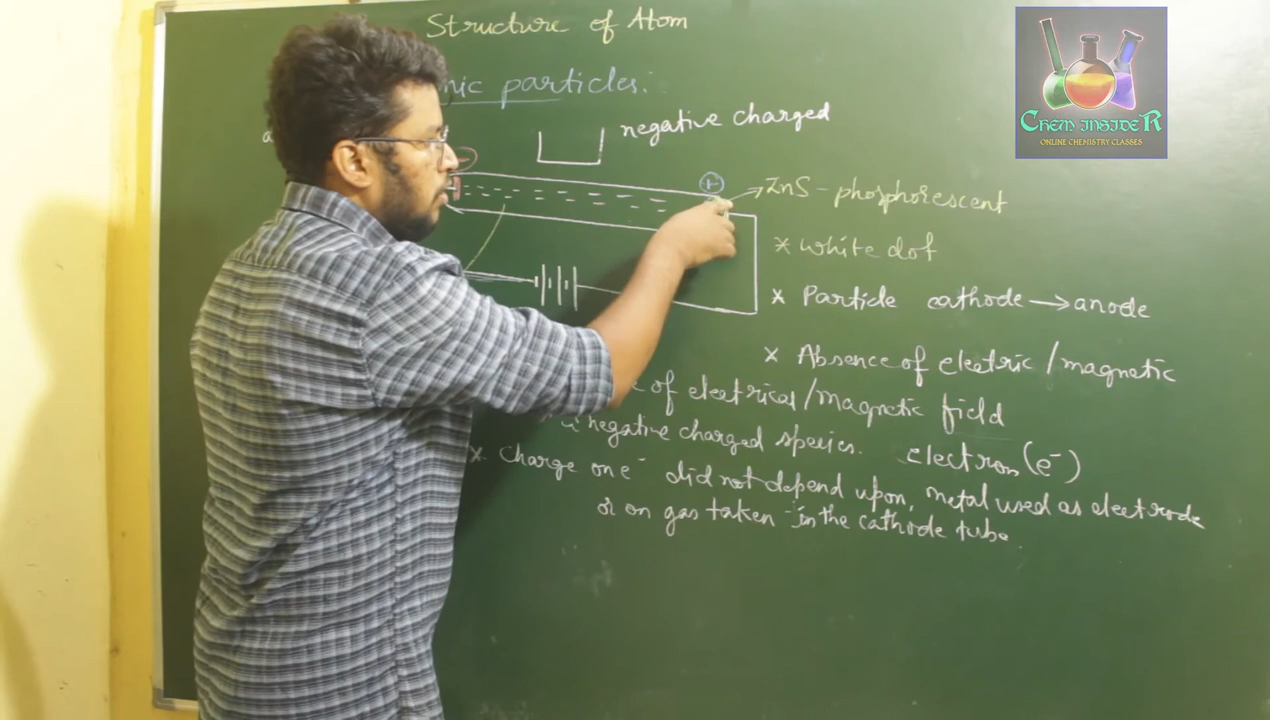 Structure of Atom
particles:
negative charged
ZnS - phosphorescent
* white dot
* Particle cathode → anode
* Absence of electric / magnetic
of electrical / magnetic field
negative charged species. electron (e⁻)
* Charge on e⁻ did not depend upon, metal used as electrode
or on gas taken in the cathode tube.
CHEM INSIDER
ONLINE CHEMISTRY CLASSES